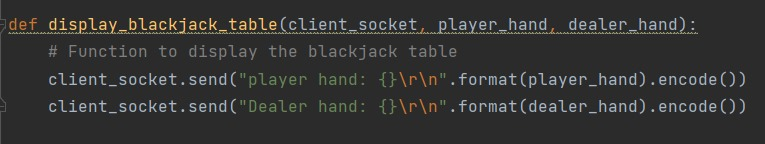 def display_blackjack_table(client_socket, player_hand, dealer_hand):
    # Function to display the blackjack table
    client_socket.send("player hand: {}\r\n".format(player_hand).encode())
    client_socket.send("Dealer hand: {}\r\n".format(dealer_hand).encode())